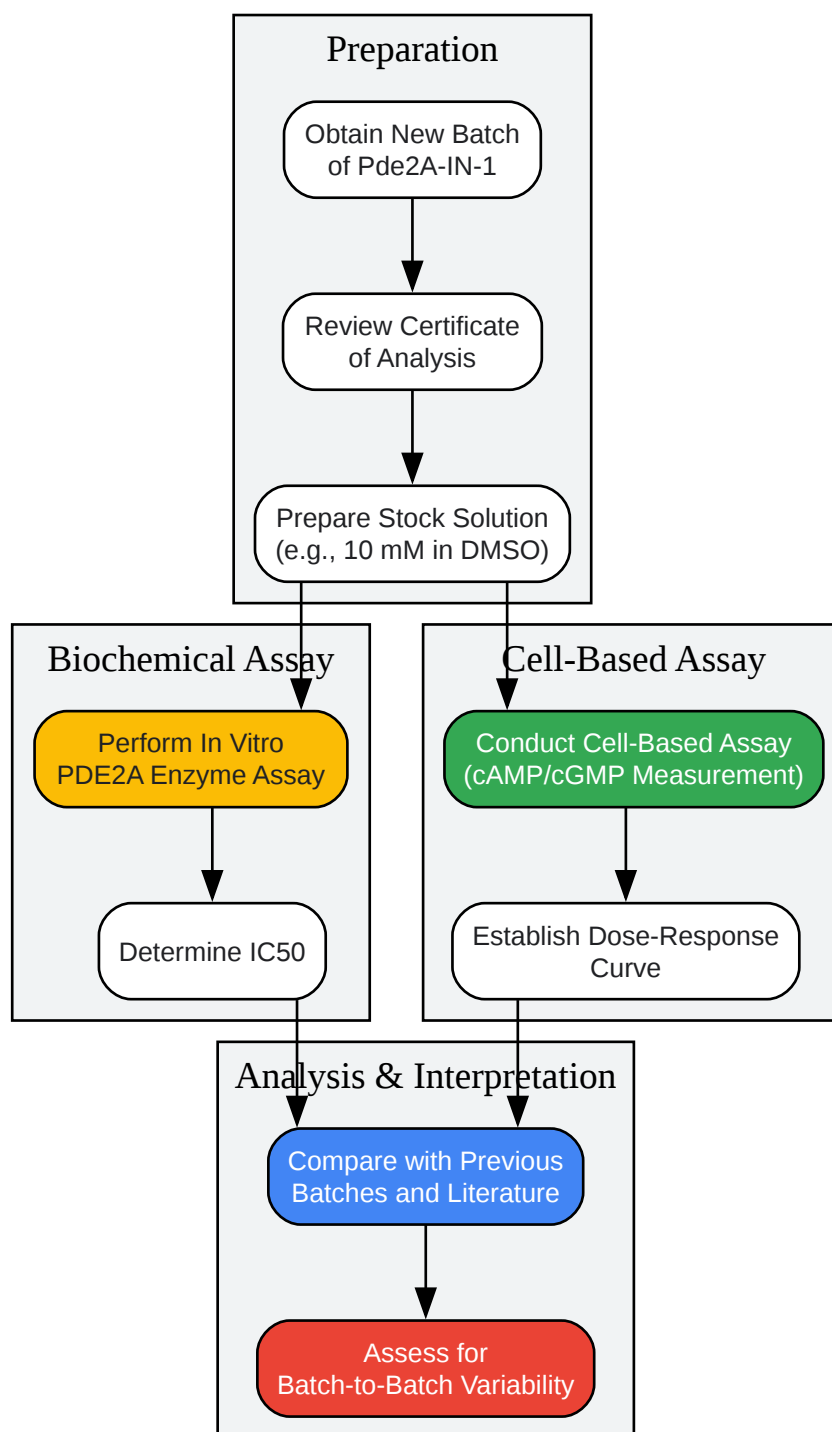 Preparation
Obtain New Batch
of Pde2A-IN-1
Review Certificate
of Analysis
Prepare Stock Solution
(e.g., 10 mM in DMSO)
Biochemical Assay
Perform In Vitro
PDE2A Enzyme Assay
Determine IC50
Cell-Based Assay
Conduct Cell-Based Assay
(cAMP/cGMP Measurement)
Establish Dose-Response
Curve
Analysis & Interpretation
Compare with Previous
Batches and Literature
Assess for
Batch-to-Batch Variability